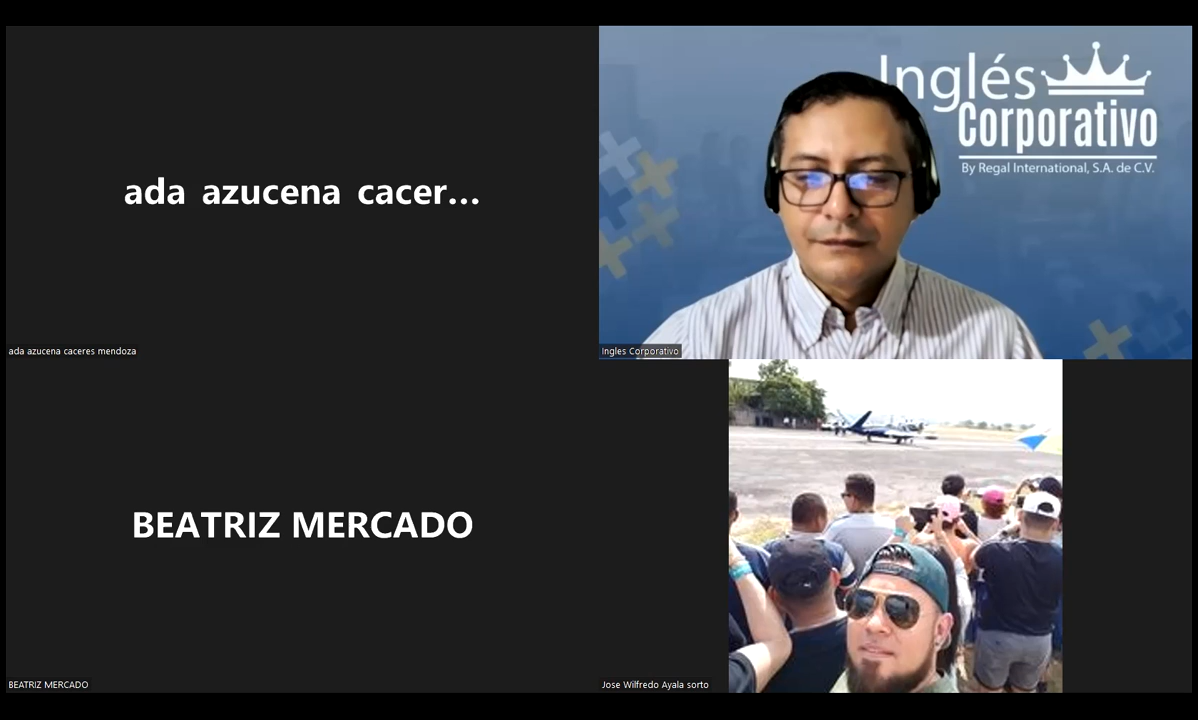 ada azucena cacer...
ada azucena caceres mendoza
Inglés
Corporativo
By Regal International, S.A. de C.V.
Ingles Corporativo
BEATRIZ MERCADO
BEATRIZ MERCADO
Jose Wilfredo Ayala sorto